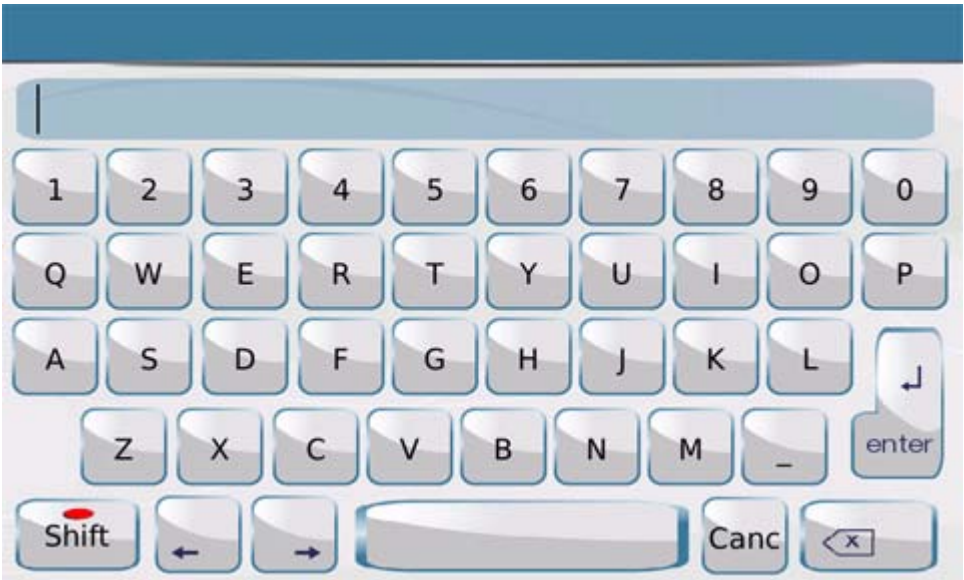 1 2 3 4 5 6 7 8 9 0
Q W E R T Y U I O P
A S D F G H J K L
enter
Z X C V B N M _
Shift ← → Canc x